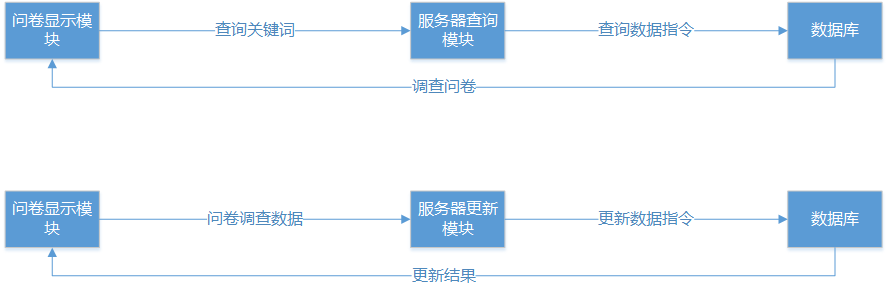 问卷显示模
块
查询关键词
服务器查询
模块
查询数据指令
数据库
调查问卷
问卷显示模
块
问卷调查数据
服务器更新
模块
更新数据指令
数据库
更新结果